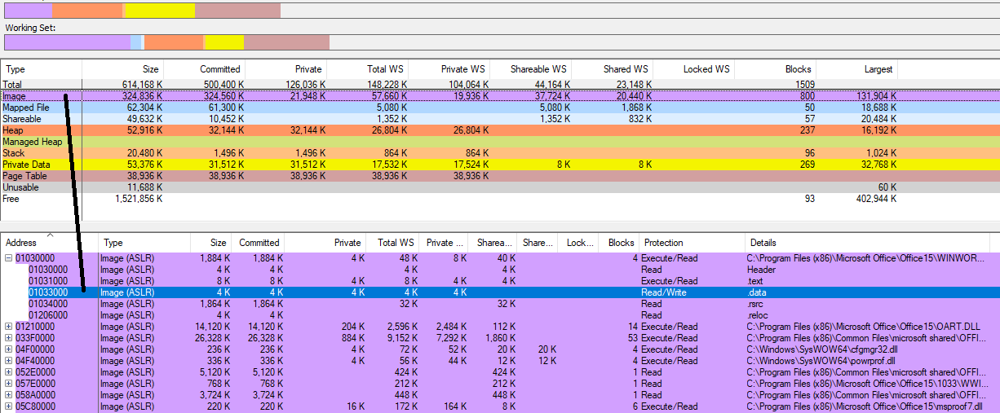 Working Set:
Type Size Committed Private Total WS Private WS Shareable WS Shared WS Locked WS Blocks Largest
Total 614,168 K 500,400 K 126,036 K 148,228 K 104,064 K 44,164 K 23,148 K 1509
Image 324,836 K 324,560 K 21,948 K 57,660 K 19,936 K 37,724 K 20,440 K 800 131,904 K
Mapped File 62,304 K 61,300 K 5,080 K 5,080 K 1,868 K 50 18,688 K
Shareable 49,632 K 10,452 K 1,352 K 1,352 K 832 K 57 20,484 K
Heap 52,916 K 32,144 K 32,144 K 26,804 K 26,804 K 237 16,192 K
Managed Heap
Stack 20,480 K 1,496 K 1,496 K 864 K 864 K 96 1,024 K
Private Data 53,376 K 31,512 K 31,512 K 17,532 K 17,524 K 8 K 8 K 269 32,768 K
Page Table 38,936 K 38,936 K 38,936 K 38,936 K 38,936 K
Unusable 11,688 K 60 K
Free 1,521,856 K 93 402,944 K
Address Type Size Committed Private Total WS Private ... Sharea... Share... Lock... Blocks Protection Details
01030000 Image (ASLR) 1,884 K 1,884 K 4 K 48 K 8 K 40 K 4 Execute/Read C:\Program Files (x86)\Microsoft Office\Office15\WINWOR...
01030000 Image (ASLR) 4 K 4 K 4 K 4 K Read Header
01031000 Image (ASLR) 8 K 8 K 4 K 8 K 4 K 4 K Execute/Read .text
01033000 Image (ASLR) 4 K 4 K 4 K 4 K 4 K Read/Write .data
01034000 Image (ASLR) 1,864 K 1,864 K 32 K 32 K Read .rsrc
01206000 Image (ASLR) 4 K 4 K Read .reloc
01210000 Image (ASLR) 14,120 K 14,120 K 204 K 2,596 K 2,484 K 112 K 14 Execute/Read C:\Program Files (x86)\Microsoft Office\Office15\OART.DLL
033F0000 Image (ASLR) 26,328 K 26,328 K 884 K 9,152 K 7,292 K 1,860 K 53 Execute/Read C:\Program Files (x86)\Common Files\microsoft shared\OFFI...
04F00000 Image (ASLR) 236 K 236 K 4 K 72 K 52 K 20 K 20 K 4 Execute/Read C:\Windows\SysWOW64\cfgmgr32.dll
04F40000 Image (ASLR) 336 K 336 K 4 K 56 K 44 K 12 K 12 K 4 Execute/Read C:\Windows\SysWOW64\powrprof.dll
052E0000 Image (ASLR) 5,120 K 5,120 K 424 K 424 K 1 Read C:\Program Files (x86)\Common Files\microsoft shared\OFFI...
057E0000 Image (ASLR) 768 K 768 K 212 K 212 K 1 Read C:\Program Files (x86)\Microsoft Office\Office15\1033\WWI...
058A0000 Image (ASLR) 3,724 K 3,724 K 448 K 448 K 1 Read C:\Program Files (x86)\Common Files\microsoft shared\OFFI...
05C80000 Image (ASLR) 220 K 220 K 16 K 172 K 164 K 8 K 6 Execute/Read C:\Program Files (x86)\Microsoft Office\Office15\msproof7.dll